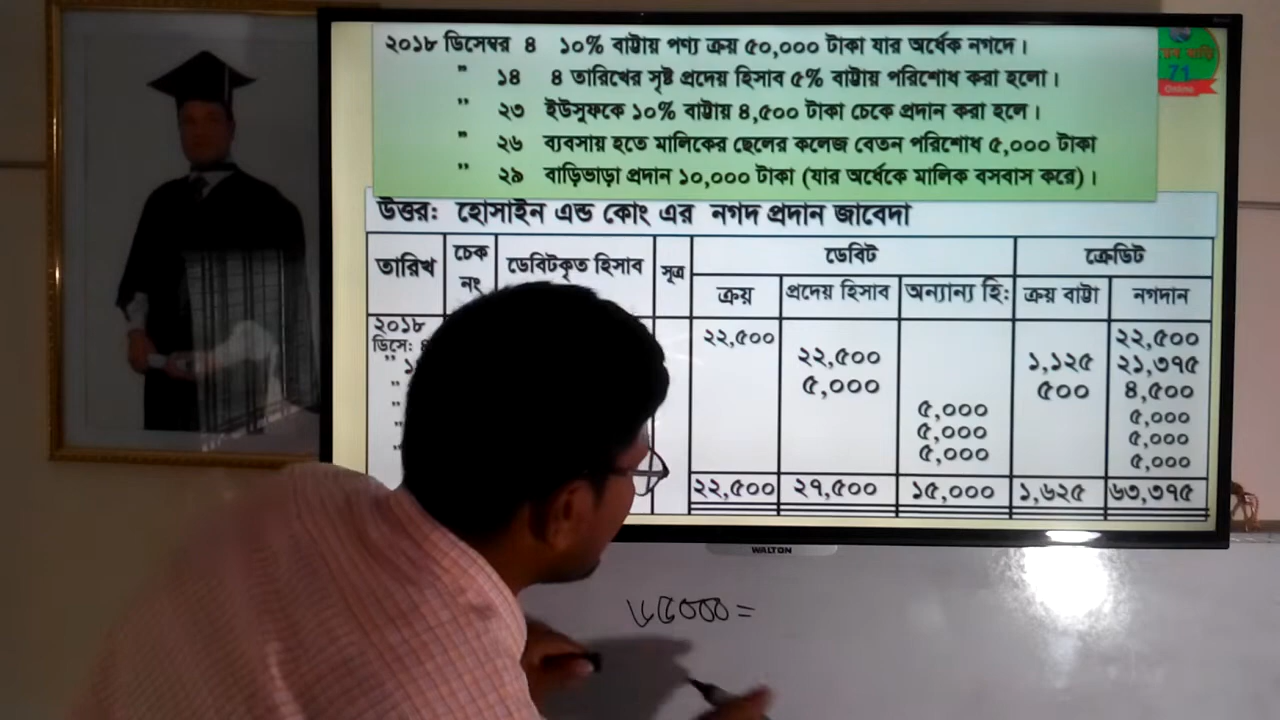 ২০১৮ ডিসেম্বর ৪ ১০% বাট্টায় পণ্য ক্রয় ৫০,০০০ টাকা যার অর্ধেক নগদে।
" ১৪ ৪ তারিখের সৃষ্ট প্রদেয় হিসাব ৫% বাট্টায় পরিশোধ করা হলো।
" ২৩ ইউসুফকে ১০% বাট্টায় ৪,৫০০ টাকা চেকে প্রদান করা হলে।
" ২৬ ব্যবসায় হতে মালিকের ছেলের কলেজ বেতন পরিশোধ ৫,০০০ টাকা
" ২৯ বাড়িভাড়া প্রদান ১০,০০০ টাকা (যার অর্ধেকে মালিক বসবাস করে)।
71
Online
উত্তর: হোসাইন এন্ড কোং এর নগদ প্রদান জাবেদা
তারিখ চেক নং ডেবিটকৃত হিসাব সূত্র ডেবিট ক্রেডিট
ক্রয় প্রদেয় হিসাব অন্যান্য হি: ক্রয় বাট্টা নগদান
২০১৮ ২২,৫০০ ২২,৫০০
ডিসে: ৪
" ২২,৫০০ ১,১২৫ ২১,৩৭৫
" ৫,০০০ ৫০০ ৪,৫০০
" ৫,০০০ ৫,০০০
" ৫,০০০ ৫,০০০
" ৫,০০০ ৫,০০০
২২,৫০০ ২৭,৫০০ ১৫,০০০ ১,৬২৫ ৬৩,৩৭৫
WALTON
৬৫০০০ =